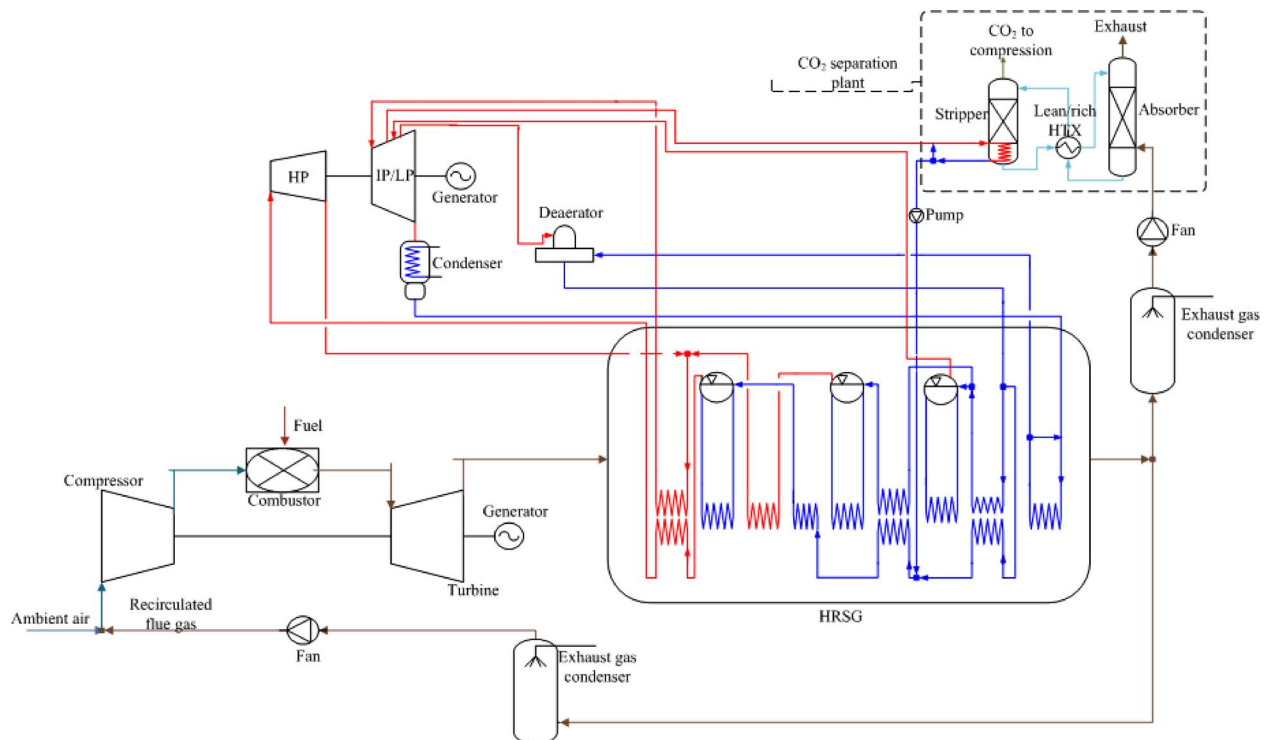 CO2 to
compression
Exhaust
CO2 separation
plant
Stripper
Lean/rich
HTX
Absorber
HP
IP/LP
Generator
Deaerator
Pump
Fan
Condenser
Exhaust gas
condenser
Fuel
Compressor
Combustor
Generator
Turbine
HRSG
Ambient air
Recirculated
flue gas
Fan
Exhaust gas
condenser